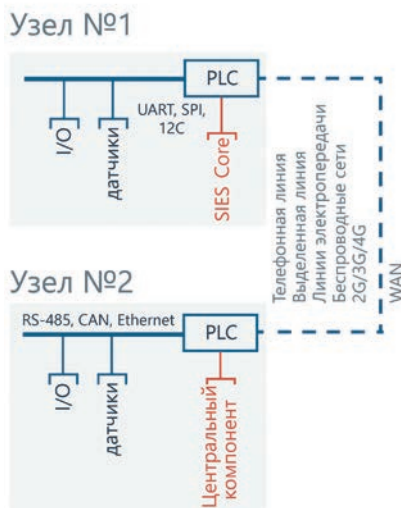 Узел №1
PLC
UART, SPI,
12C
I/O
датчики
SIES Core
Телефонная линия
Выделенная линия
Линии электропередачи
Беспроводные сети
2G/3G/4G
WAN
Узел №2
RS-485, CAN, Ethernet
PLC
I/O
датчики
Центральный
компонент